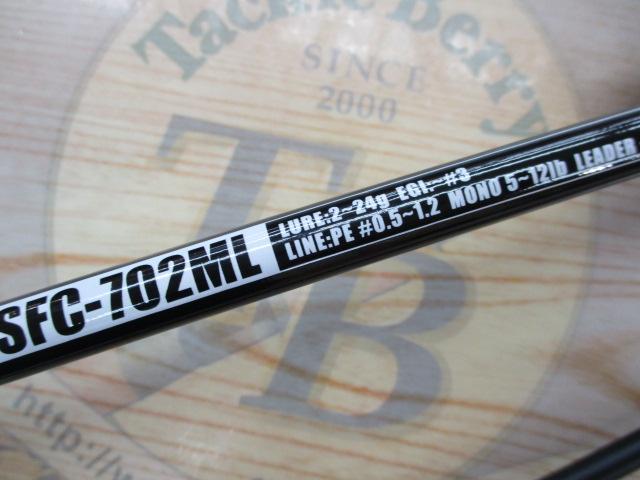 Tackle Berry
SINCE
2000
TB
SFC-702ML
LURE:2~24g EGI:~#3
LINE:PE #0.5~1.2 MONO 5~12lb LEADER
http://w